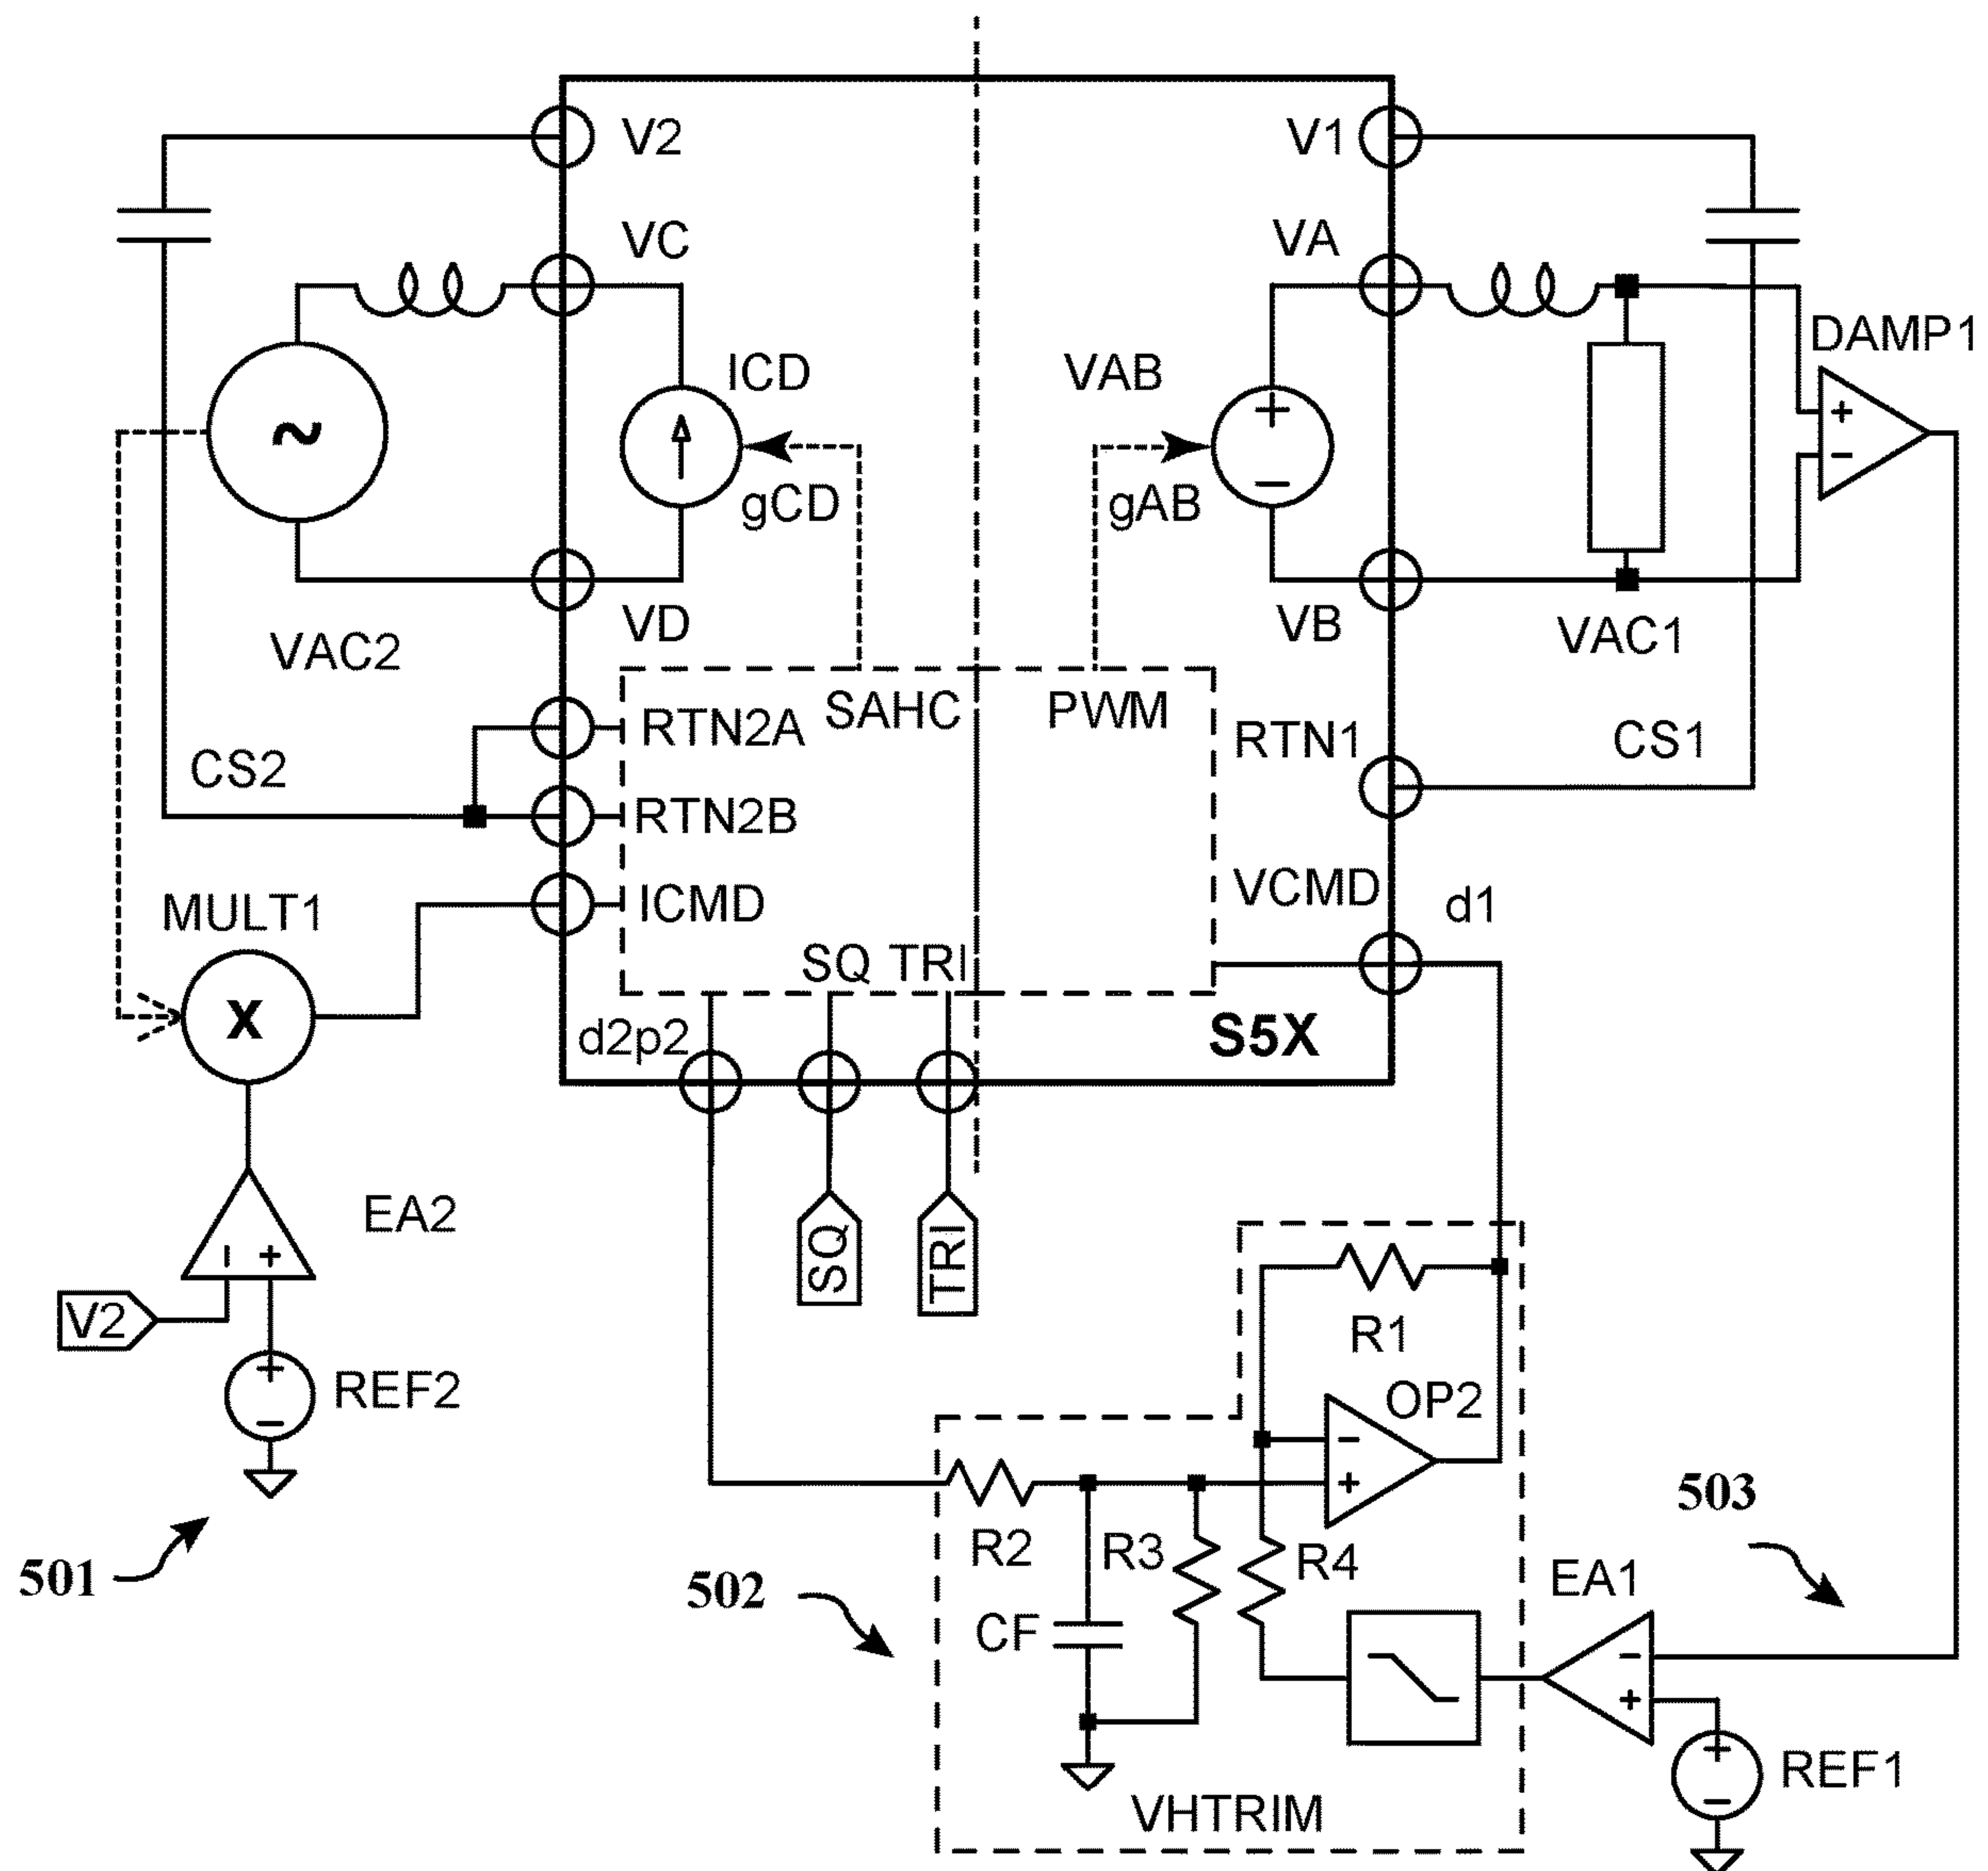 V2
V1
VC
VA
DAMP1
ICD
VAB
~
+
−
+
−
gCD
gAB
VD
VB
VAC2
VAC1
RTN2A
SAHC
PWM
RTN1
CS1
CS2
RTN2B
VCMD
d1
MULT1
ICMD
SQ TRI
X
d2p2
S5X
EA2
− +
SQ
TRI
V2
R1
+
−
REF2
OP2
−
+
503
R2
R3
R4
EA1
501
502
CF
−
+
+
−
REF1
VHTRIM